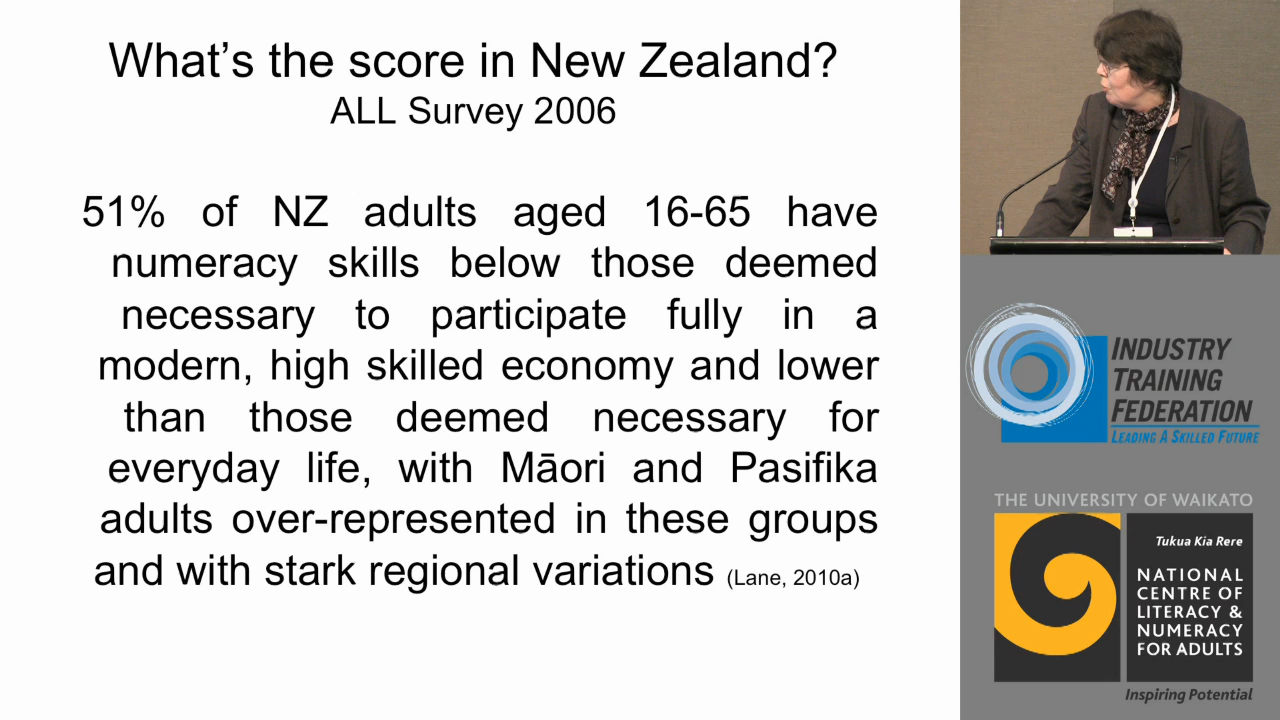 What's the score in New Zealand?
ALL Survey 2006
51% of NZ adults aged 16-65 have
numeracy skills below those deemed
necessary to participate fully in a
modern, high skilled economy and lower
than those deemed necessary for
everyday life, with Māori and Pasifika
adults over-represented in these groups
and with stark regional variations (Lane, 2010a)
INDUSTRY
TRAINING
FEDERATION
LEADING A SKILLED FUTURE
THE UNIVERSITY OF WAIKATO
Tukua Kia Rere
NATIONAL
CENTRE OF
LITERACY &
NUMERACY
FOR ADULTS
Inspiring Potential